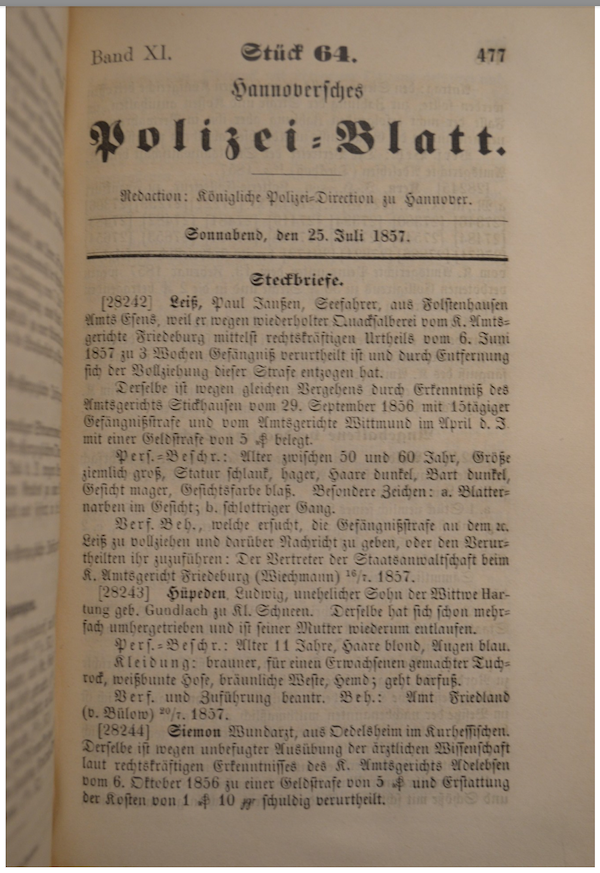 Band XI.
Stück 64.
477
Hannoversches
Polizei-Blatt.
Redaction: Königliche Polizei-Direction zu Hannover.
Sonnabend, den 25. Juli 1857.
Steckbriefe.
[28242] Leiß, Paul Janßen, Seefahrer, aus Folstenhausen
Amts Esens, weil er wegen wiederholter Quacksalberei vom K. Amts-
gerichte Friedeburg mittelst rechtskräftigen Urtheils vom 6. Juni
1857 zu 3 Wochen Gefängniß verurtheilt ist und durch Entfernung
sich der Vollziehung dieser Strafe entzogen hat.
Derselbe ist wegen gleichen Vergehens durch Erkenntniß des
Amtsgerichts Stickhausen vom 29. September 1856 mit 15tägiger
Gefängnißstrafe und vom Amtsgerichte Wittmund im April d. J
mit einer Geldstrafe von 5 ₰ belegt.
Pers.-Beschr.: Alter zwischen 50 und 60 Jahr, Größe
ziemlich groß, Statur schlank, hager, Haare dunkel, Bart dunkel,
Gesicht mager, Gesichtsfarbe blaß. Besondere Zeichen: a. Blatter-
narben im Gesicht; b. schlottriger Gang.
Verf. Beh., welche ersucht, die Gefängnißstrafe an dem ꝛc.
Leiß zu vollziehen und darüber Nachricht zu geben, oder den Verur-
theilten ihr zuzuführen: Der Vertreter der Staatsanwaltschaft beim
K. Amtsgericht Friedeburg (Wiechmann) 16/7. 1857.
[28243] Hüpeden, Ludwig, unehelicher Sohn der Wittwe Har-
tung geb. Gundlach zu Kl. Schneen. Derselbe hat sich schon mehr-
fach umhergetrieben und ist seiner Mutter wiederum entlaufen.
Pers.-Beschr.: Alter 11 Jahre, Haare blond, Augen blau.
Kleidung: brauner, für einen Erwachsenen gemachter Tuch-
rock, weißbunte Hose, bräunliche Weste, Hemd; geht barfuß.
Verf. und Zuführung beantr. Beh.: Amt Friedland
(v. Bülow) 20/7. 1857.
[28244] Siemon Wundarzt, aus Oedelsheim im Kurhessischen.
Derselbe ist wegen unbefugter Ausübung der ärztlichen Wissenschaft
laut rechtskräftigen Erkenntnisses des K. Amtsgerichts Adelebsen
vom 6. Oktober 1856 zu einer Geldstrafe von 5 ₰ und Erstattung
der Kosten von 1 ₰ 10 gr schuldig verurtheilt.